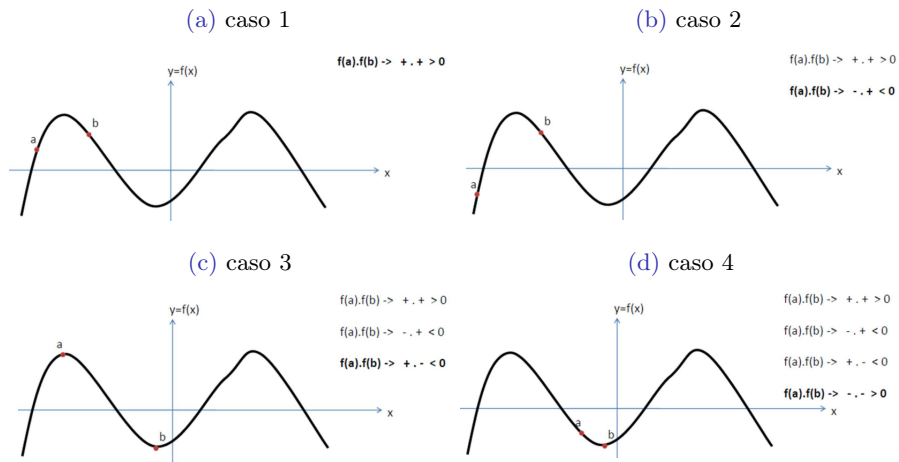 (a) caso 1
y=f(x)
f(a).f(b) -> + . + > 0
a
b
x
(b) caso 2
y=f(x)
f(a).f(b) -> + . + > 0
f(a).f(b) -> - . + < 0
a
b
x
(c) caso 3
y=f(x)
f(a).f(b) -> + . + > 0
f(a).f(b) -> - . + < 0
f(a).f(b) -> + . - < 0
a
b
x
(d) caso 4
y=f(x)
f(a).f(b) -> + . + > 0
f(a).f(b) -> - . + < 0
f(a).f(b) -> + . - < 0
f(a).f(b) -> - . - > 0
a
b
x